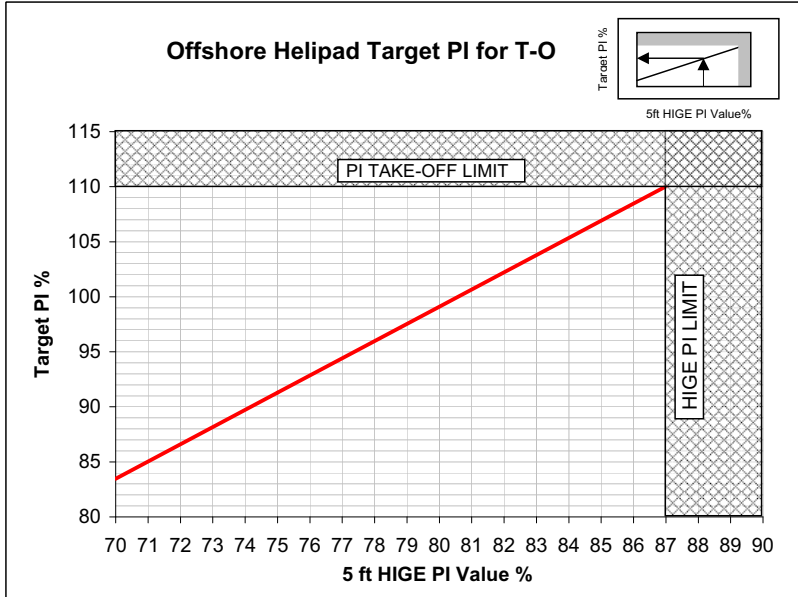 Offshore Helipad Target PI for T-O
Target PI %
5ft HIGE PI Value%
115
110
105
100
95
90
85
80
PI TAKE-OFF LIMIT
HIGE PI LIMIT
Target PI %
70 71 72 73 74 75 76 77 78 79 80 81 82 83 84 85 86 87 88 89 90
5 ft HIGE PI Value %